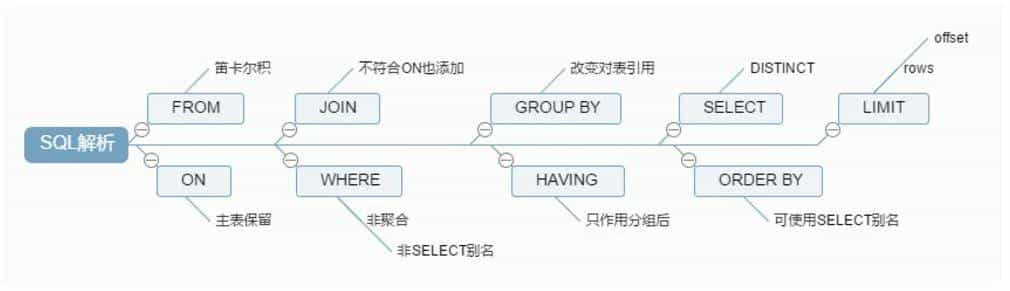 offset
笛卡尔积
不符合ON也添加
改变对表引用
DISTINCT
rows
FROM
JOIN
GROUP BY
SELECT
LIMIT
SQL解析
ON
WHERE
HAVING
ORDER BY
主表保留
非聚合
只作用分组后
可使用SELECT别名
非SELECT别名